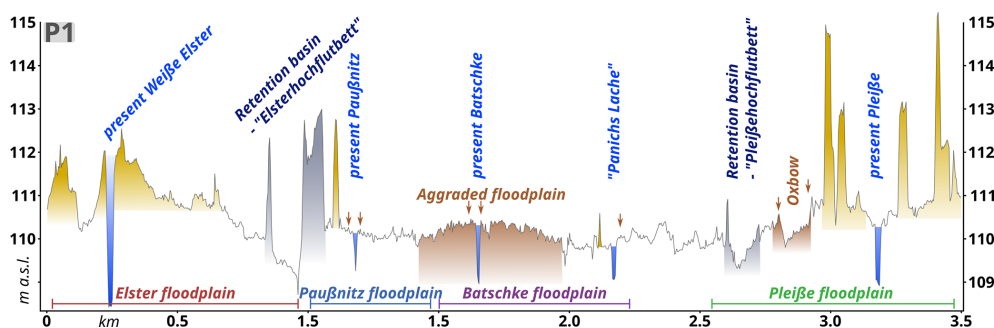 P1
115
114
113
112
111
110
m a.s.l.
present Weiße Elster
Retention basin
- "Elsterhochflutbett"
present Paußnitz
present Batschke
"Panichs Lache"
Retention basin
- "Pleißehochflutbett"
Oxbow
present Pleiße
Aggraded floodplain
Elster floodplain
Paußnitz floodplain
Batschke floodplain
Pleiße floodplain
115
114
113
112
111
110
109
0 km 0.5 1.5 1.5 2.0 2.5 3.0 3.5